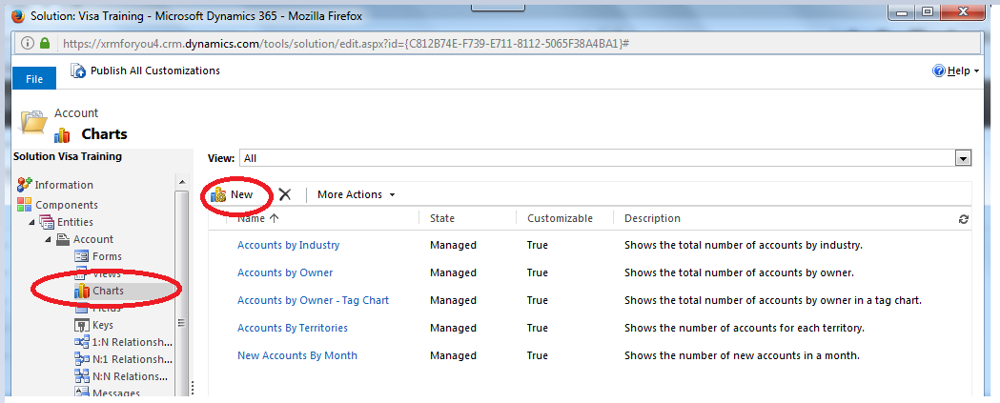 Solution: Visa Training - Microsoft Dynamics 365 - Mozilla Firefox
https://xrmforyou4.crm.dynamics.com/tools/solution/edit.aspx?id={C812B74E-F739-E711-8112-5065F38A4BA1}#
File Publish All Customizations Help
Account
Charts
Solution Visa Training
Information
Components
Entities
Account
Forms
Views
Charts
Fields
Keys
1:N Relationsh...
N:1 Relationsh...
N:N Relations...
Messages
View: All
New More Actions
Name State Customizable Description
Accounts by Industry Managed True Shows the total number of accounts by industry.
Accounts by Owner Managed True Shows the total number of accounts by owner.
Accounts by Owner - Tag Chart Managed True Shows the total number of accounts by owner in a tag chart.
Accounts By Territories Managed True Shows the number of accounts for each territory.
New Accounts By Month Managed True Shows the number of new accounts in a month.